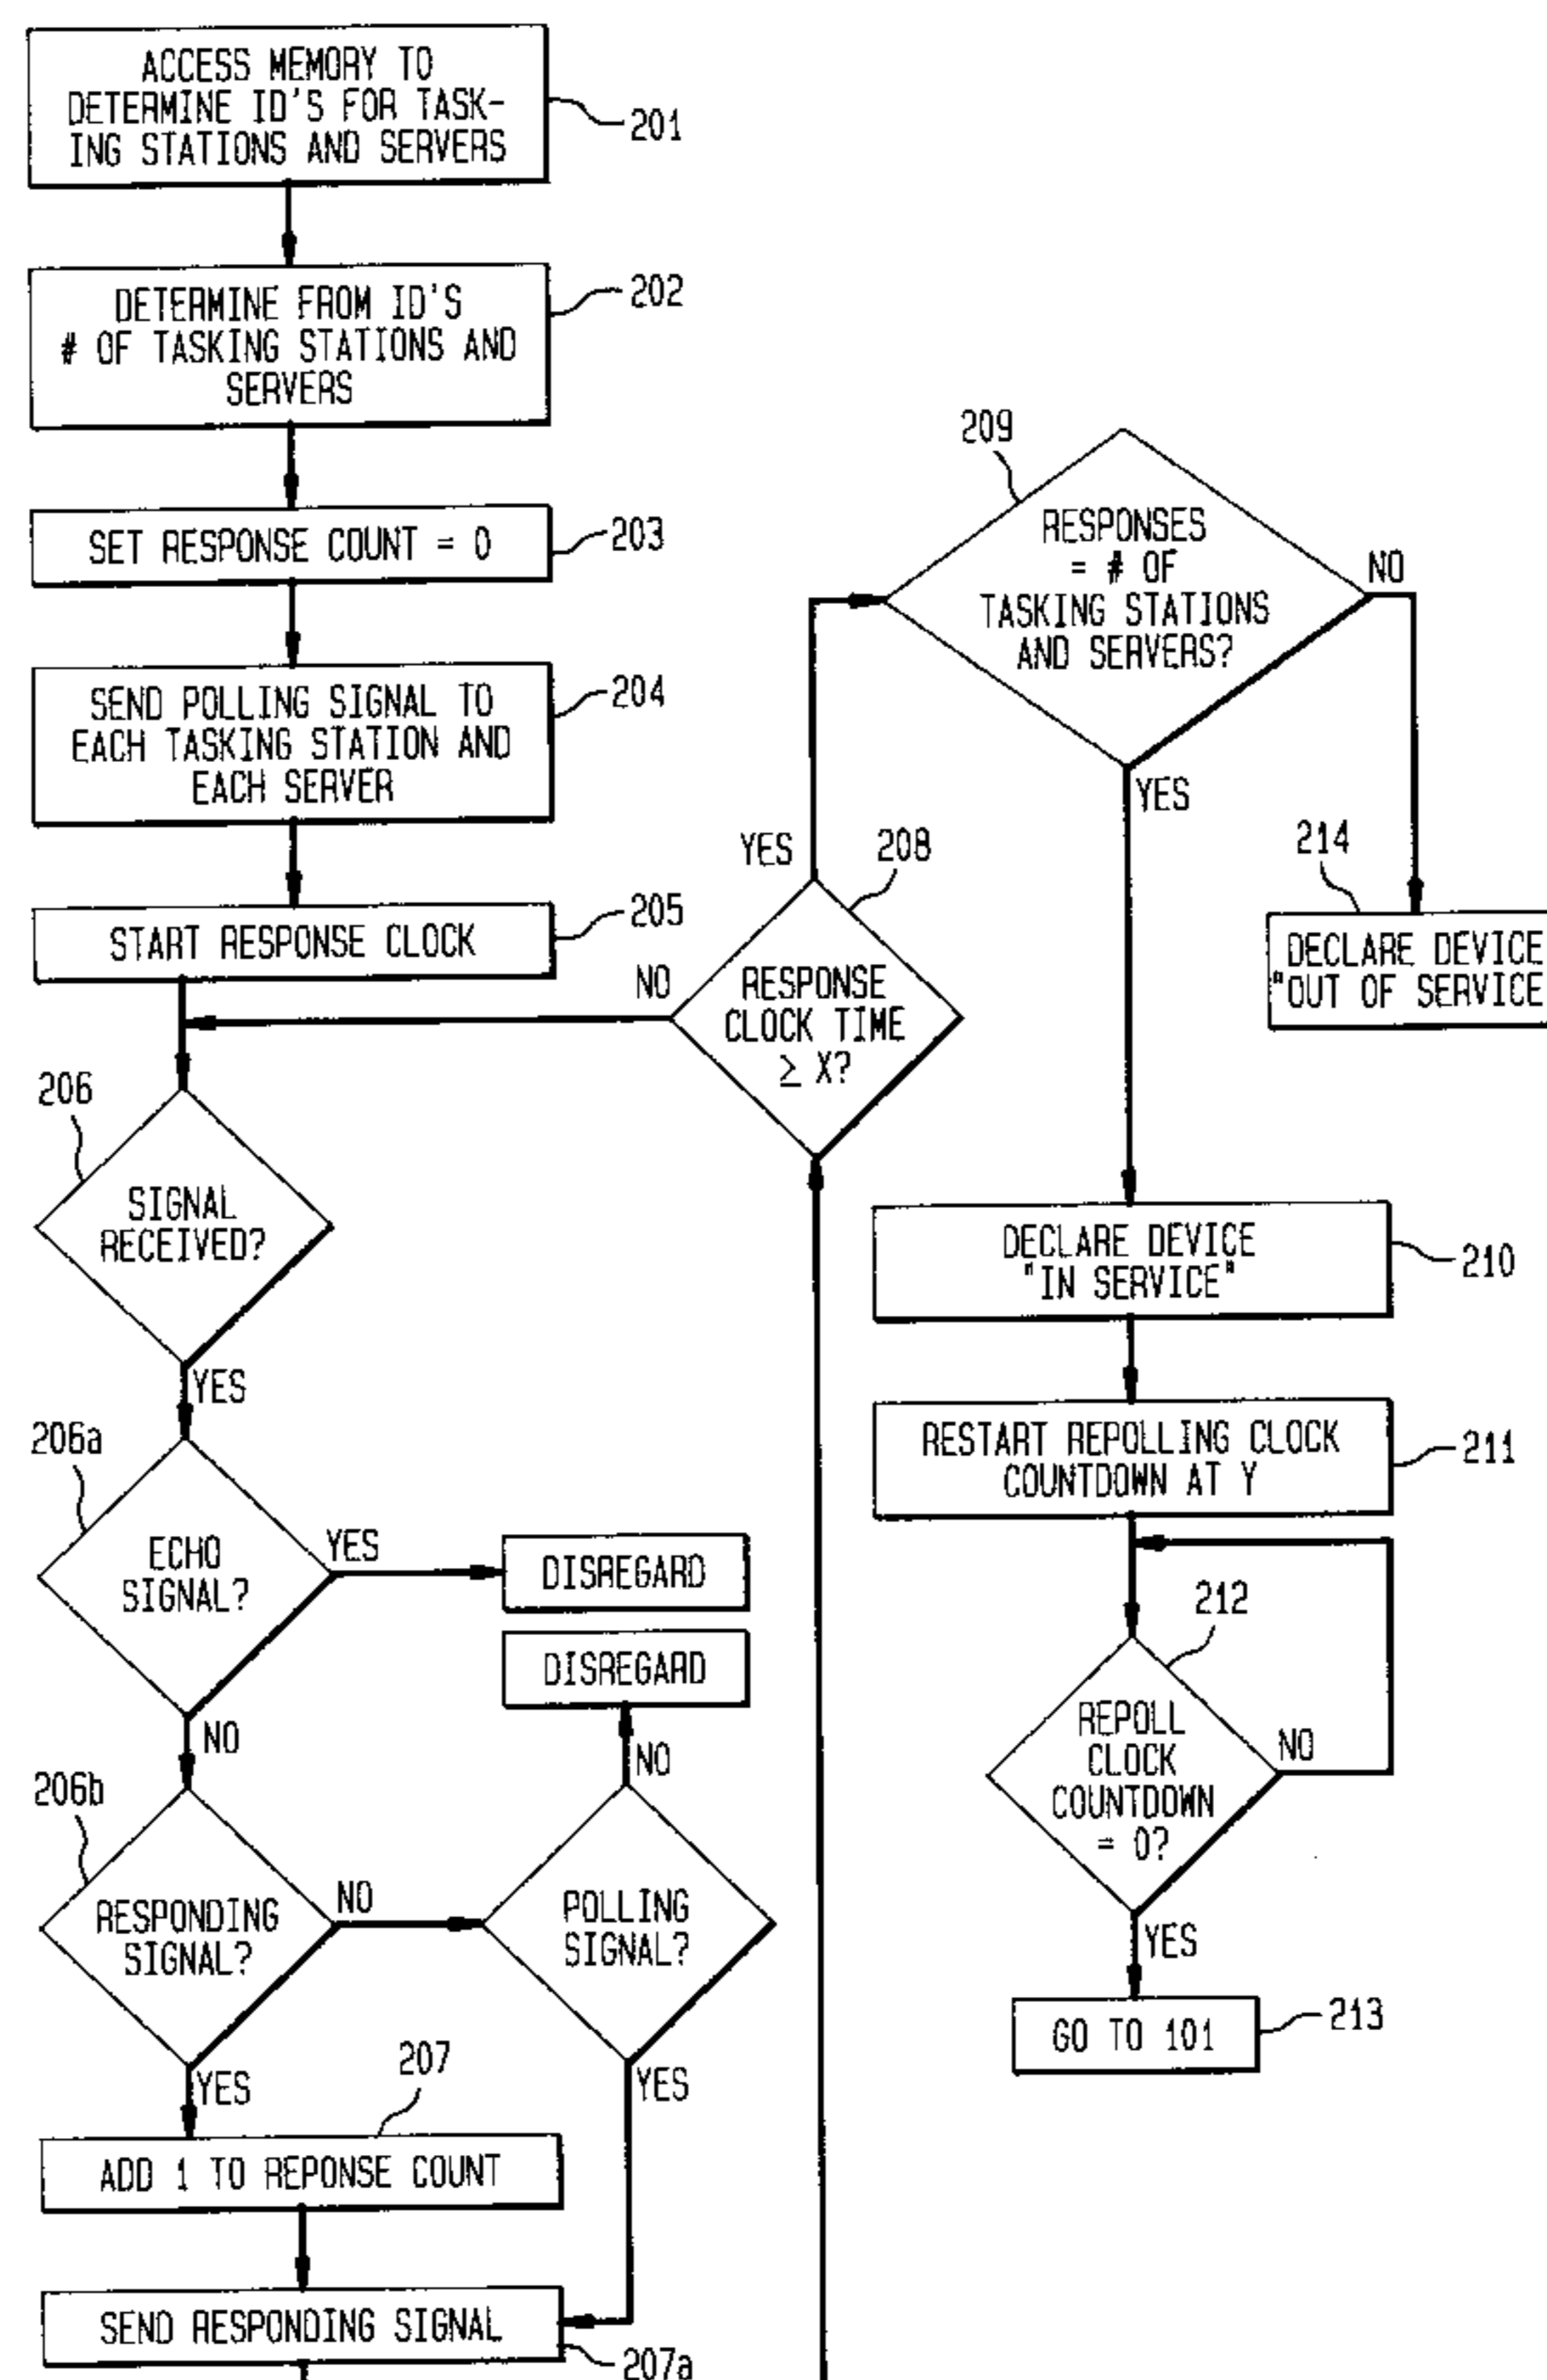 ACCESS MEMORY TO
DETERMINE ID'S FOR TASK-
ING STATIONS AND SERVERS
201
DETERMINE FROM ID'S
# OF TASKING STATIONS AND
SERVERS
202
SET RESPONSE COUNT = 0
203
SEND POLLING SIGNAL TO
EACH TASKING STATION AND
EACH SERVER
204
START RESPONSE CLOCK
205
206
SIGNAL
RECEIVED?
YES
206a
ECHO
SIGNAL?
YES
DISREGARD
NO
206b
RESPONDING
SIGNAL?
NO
POLLING
SIGNAL?
NO
DISREGARD
YES
YES
207
ADD 1 TO REPONSE COUNT
SEND RESPONDING SIGNAL
207a
208
RESPONSE
CLOCK TIME
≥ X?
NO
YES
209
RESPONSES
= # OF
TASKING STATIONS
AND SERVERS?
NO
YES
214
DECLARE DEVICE
"OUT OF SERVICE
DECLARE DEVICE
"IN SERVICE"
210
RESTART REPOLLING CLOCK
COUNTDOWN AT Y
211
212
REPOLL
CLOCK
COUNTDOWN
= 0?
NO
YES
GO TO 101
213